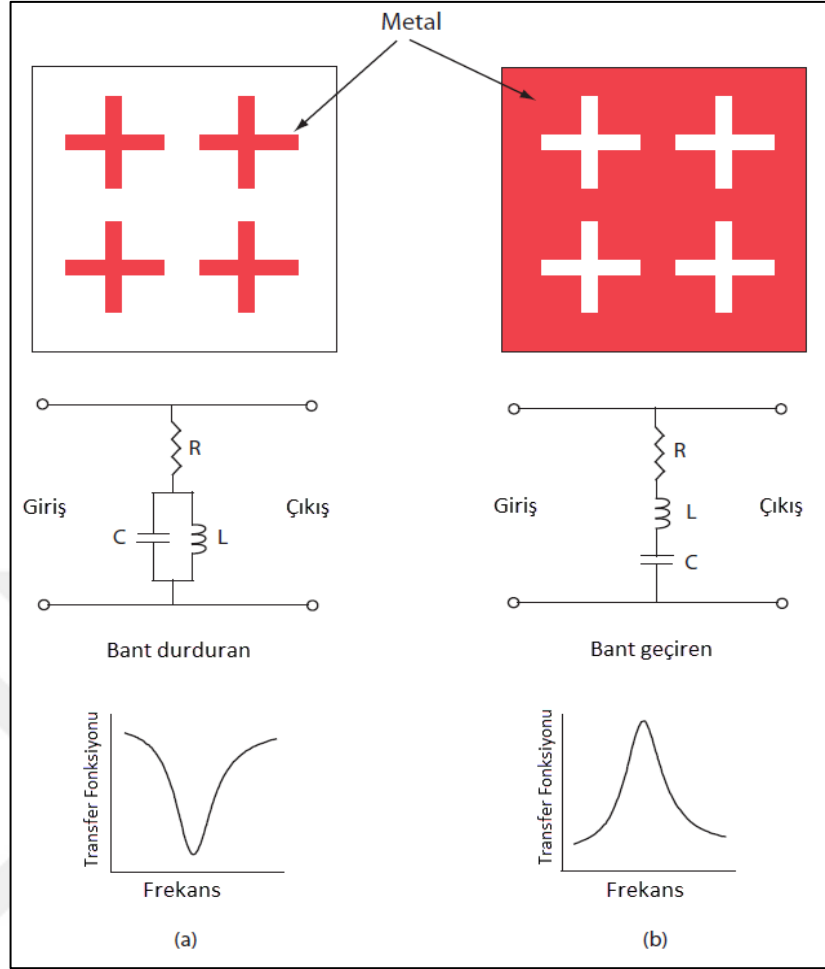 Metal
R
C
L
Giriş
Çıkış
Bant durduran
Transfer Fonksiyonu
Frekans
(a)
R
L
C
Giriş
Çıkış
Bant geçiren
Transfer Fonksiyonu
Frekans
(b)